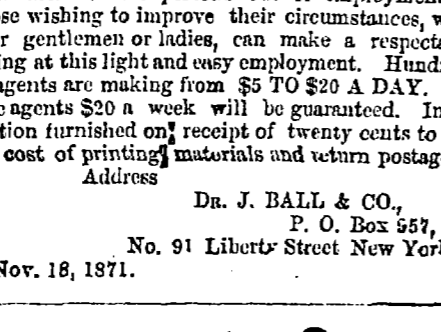 se wishing to improve their circumstances, w
r gentlemen or ladies, can make a respecta
ing at this light and easy employment. Hund
agents are making from $5 TO $20 A DAY.
c agents $20 a week will be guaranteed. In
tion furnished on receipt of twenty cents to
cost of printing materials and return postag
Address
DR. J. BALL & CO.,
P. O. Box 957,
No. 91 Liberty Street New Yor
Nov. 18, 1871.